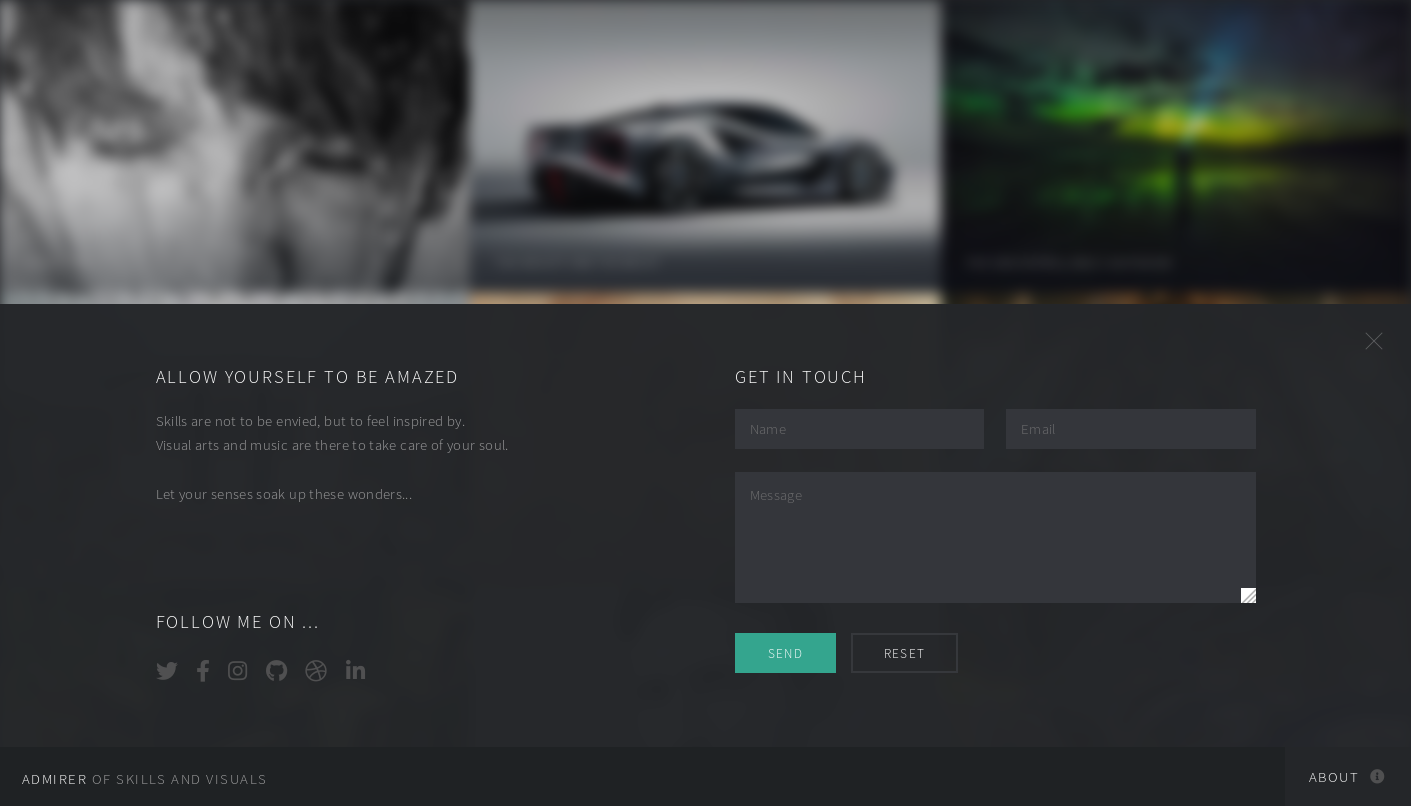 ALLOW YOURSELF TO BE AMAZED
Skills are not to be envied, but to feel inspired by.
Visual arts and music are there to take care of your soul.
Let your senses soak up these wonders...
FOLLOW ME ON ...
GET IN TOUCH
Name
Email
Message
SEND
RESET
ADMIRER OF SKILLS AND VISUALS
ABOUT